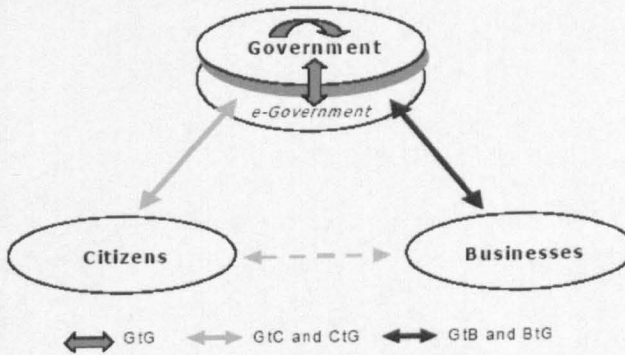 Government
e-Government
Citizens
Businesses
GtG
GtC and CtG
GtB and BtG